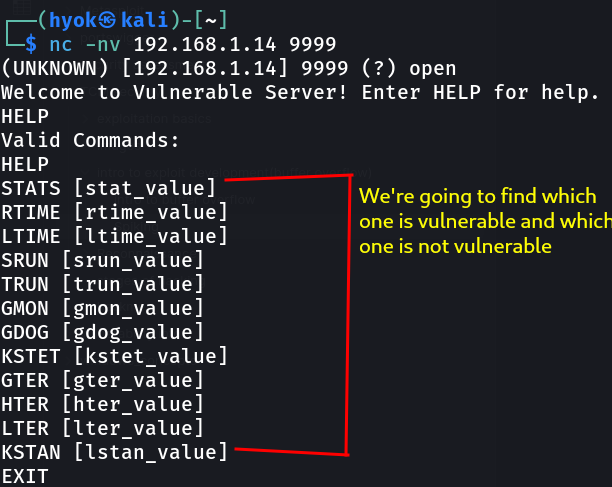 ┌──(hyok㉿kali)-[~]
└─$ nc -nv 192.168.1.14 9999
(UNKNOWN) [192.168.1.14] 9999 (?) open
Welcome to Vulnerable Server! Enter HELP for help.
HELP
Valid Commands:
HELP
STATS [stat_value]
RTIME [rtime_value]
LTIME [ltime_value]
SRUN [srun_value]
TRUN [trun_value]
GMON [gmon_value]
GDOG [gdog_value]
KSTET [kstet_value]
GTER [gter_value]
HTER [hter_value]
LTER [lter_value]
KSTAN [lstan_value]
EXIT
We're going to find which
one is vulnerable and which
one is not vulnerable